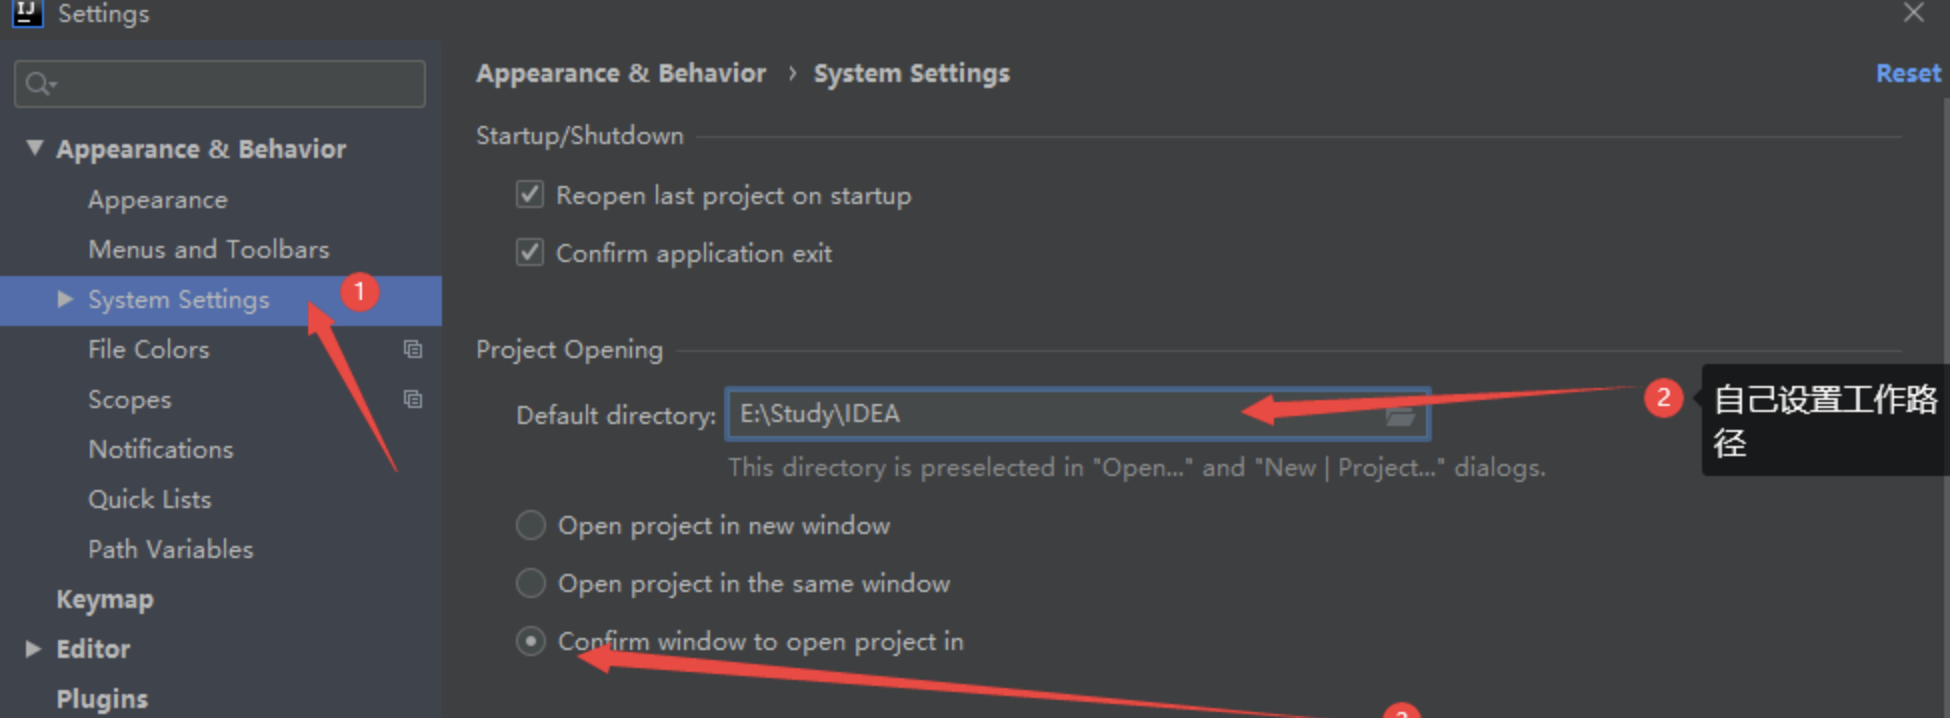 IJ
Settings
Appearance & Behavior › System Settings
Reset
Appearance & Behavior
Appearance
Menus and Toolbars
System Settings
1
File Colors
Scopes
Notifications
Quick Lists
Path Variables
Keymap
Editor
Plugins
Startup/Shutdown
Reopen last project on startup
Confirm application exit
Project Opening
Default directory: E:\Study\IDEA
2
自己设置工作路
径
This directory is preselected in "Open..." and "New | Project..." dialogs.
Open project in new window
Open project in the same window
Confirm window to open project in